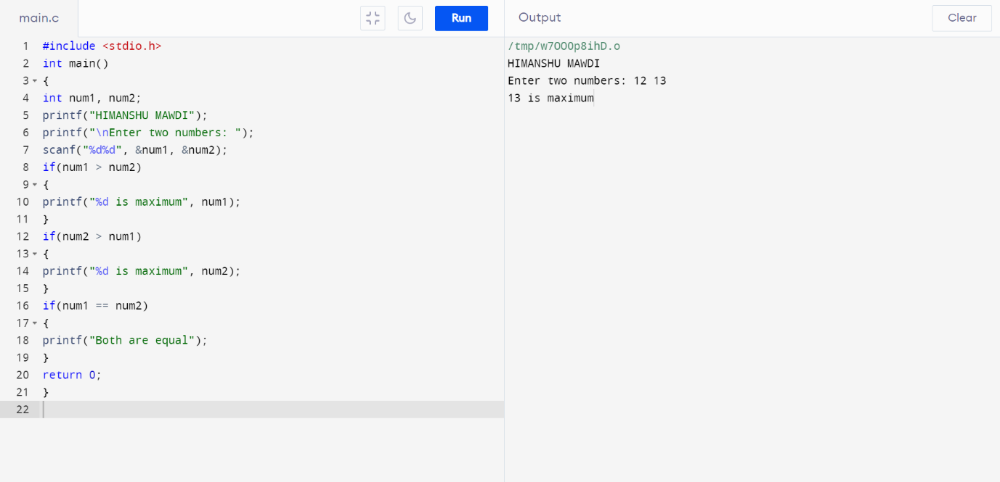 main.c
Run
Output
Clear
1 #include <stdio.h>
2 int main()
3 {
4 int num1, num2;
5 printf("HIMANSHU MAWDI");
6 printf("\nEnter two numbers: ");
7 scanf("%d%d", &num1, &num2);
8 if(num1 > num2)
9 {
10 printf("%d is maximum", num1);
11 }
12 if(num2 > num1)
13 {
14 printf("%d is maximum", num2);
15 }
16 if(num1 == num2)
17 {
18 printf("Both are equal");
19 }
20 return 0;
21 }
22
/tmp/w7OOOp8ihD.o
HIMANSHU MAWDI
Enter two numbers: 12 13
13 is maximum